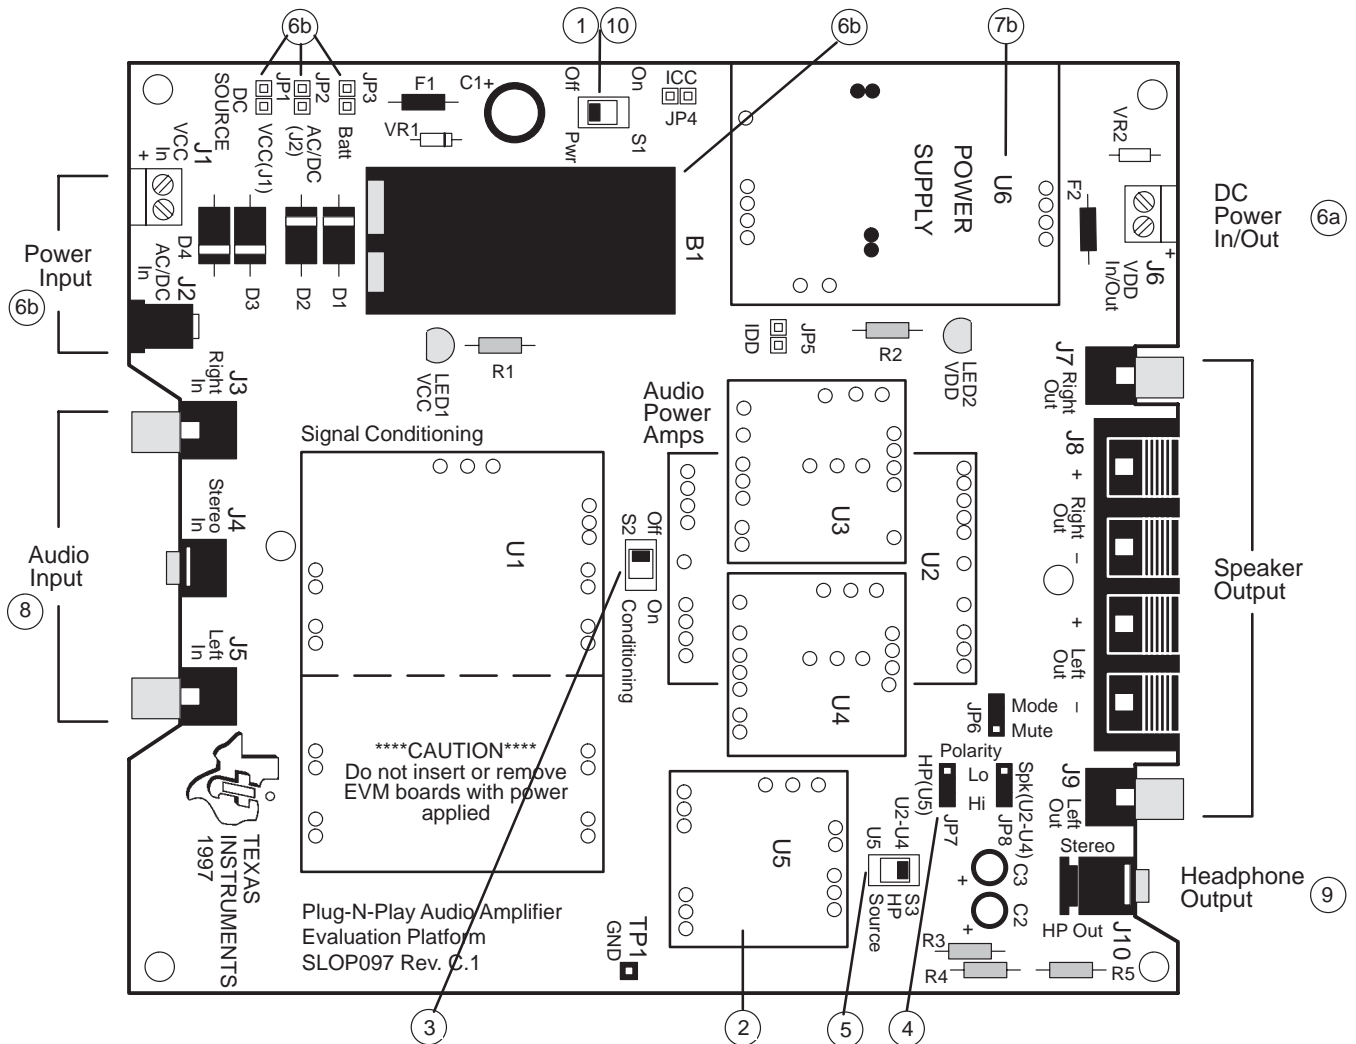 6b
1
10
6b
7b
DC
SOURCE
JP1
VCC(J1)
JP2
AC/DC
(J2)
JP3
Batt
F1
VR1
C1+
Off
On
Pwr
S1
ICC
JP4
POWER
SUPPLY
U6
VR2
F2
J1
VCC
In
+
J6
VDD
In/Out
+
DC
Power
In/Out
6a
Power
Input
6b
D4
AC/DC
In
J2
D3
D2
D1
B1
LED1
VCC
R1
IDD
JP5
R2
LED2
VDD
J3
Right
In
J7
Right
Out
Audio
Power
Amps
Signal Conditioning
J8
+
Right
Out
–
+
Left
Out
–
Stereo
In
J4
U1
S2
Off
On
Conditioning
U3
U2
U4
Audio
Input
8
Speaker
Output
J5
Left
In
JP6
Mode
Mute
****CAUTION****
Do not insert or remove
EVM boards with power
applied
Polarity
HP(U5)
Lo
Hi
JP7
Spk(U2-U4)
JP8
J9
Left
Out
TEXAS
INSTRUMENTS
1997
U5
U5
U2-U4
S3
HP
Source
+
C3
C2
+
Stereo
HP Out
J10
Headphone
Output
9
Plug-N-Play Audio Amplifier
Evaluation Platform
SLOP097 Rev. C.1
TP1
GND
R3
R4
R5
3
2
5
4